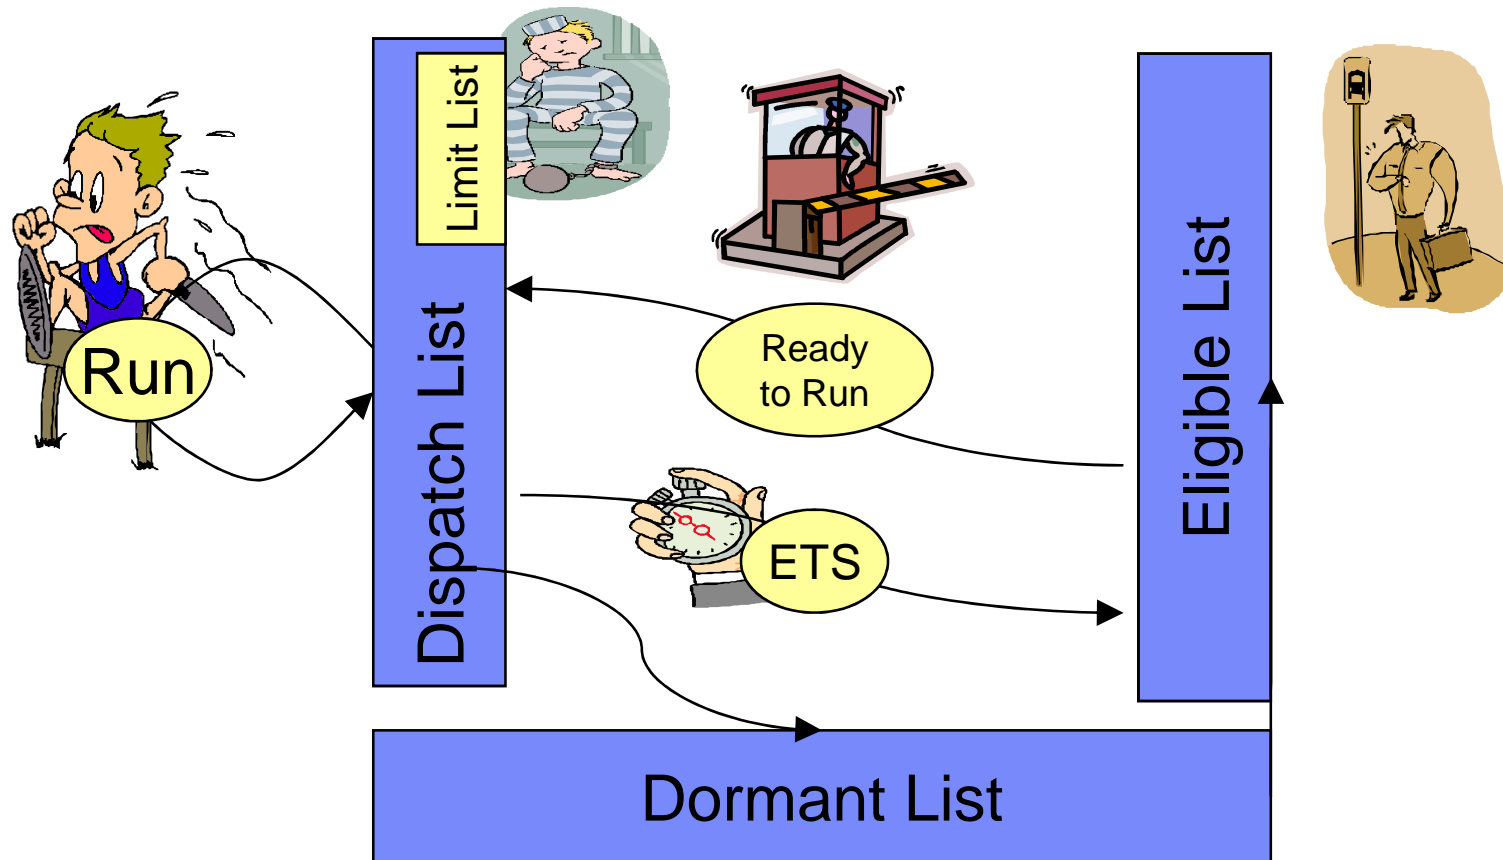 Limit List
Run
Dispatch List
Ready
to Run
ETS
Eligible List
Dormant List